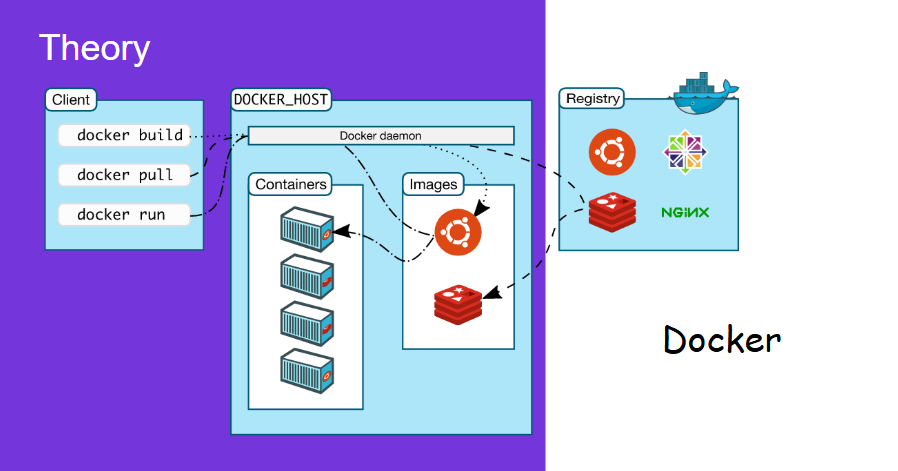 Theory
Client
docker build
docker pull
docker run
DOCKER_HOST
Docker daemon
Containers
Images
Registry
NGiNX
Docker